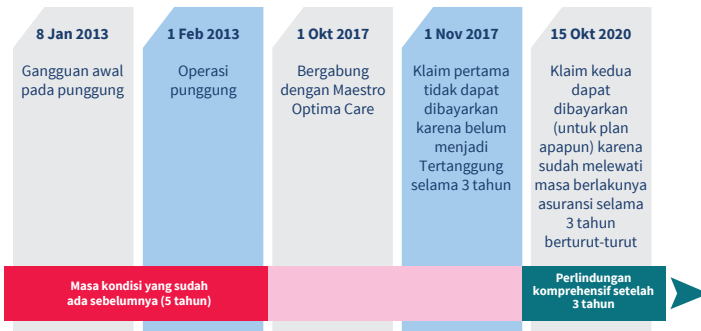 8 Jan 2013
Gangguan awal
pada punggung
1 Feb 2013
Operasi
punggung
1 Okt 2017
Bergabung
dengan Maestro
Optima Care
1 Nov 2017
Klaim pertama
tidak dapat
dibayarkan
karena belum
menjadi
Tertanggung
selama 3 tahun
15 Okt 2020
Klaim kedua
dapat
dibayarkan
(untuk plan
apapun) karena
sudah melewati
masa berlakunya
asuransi selama
3 tahun
berturut-turut
Masa kondisi yang sudah
ada sebelumnya (5 tahun)
Perlindungan
komprehensif setelah
3 tahun